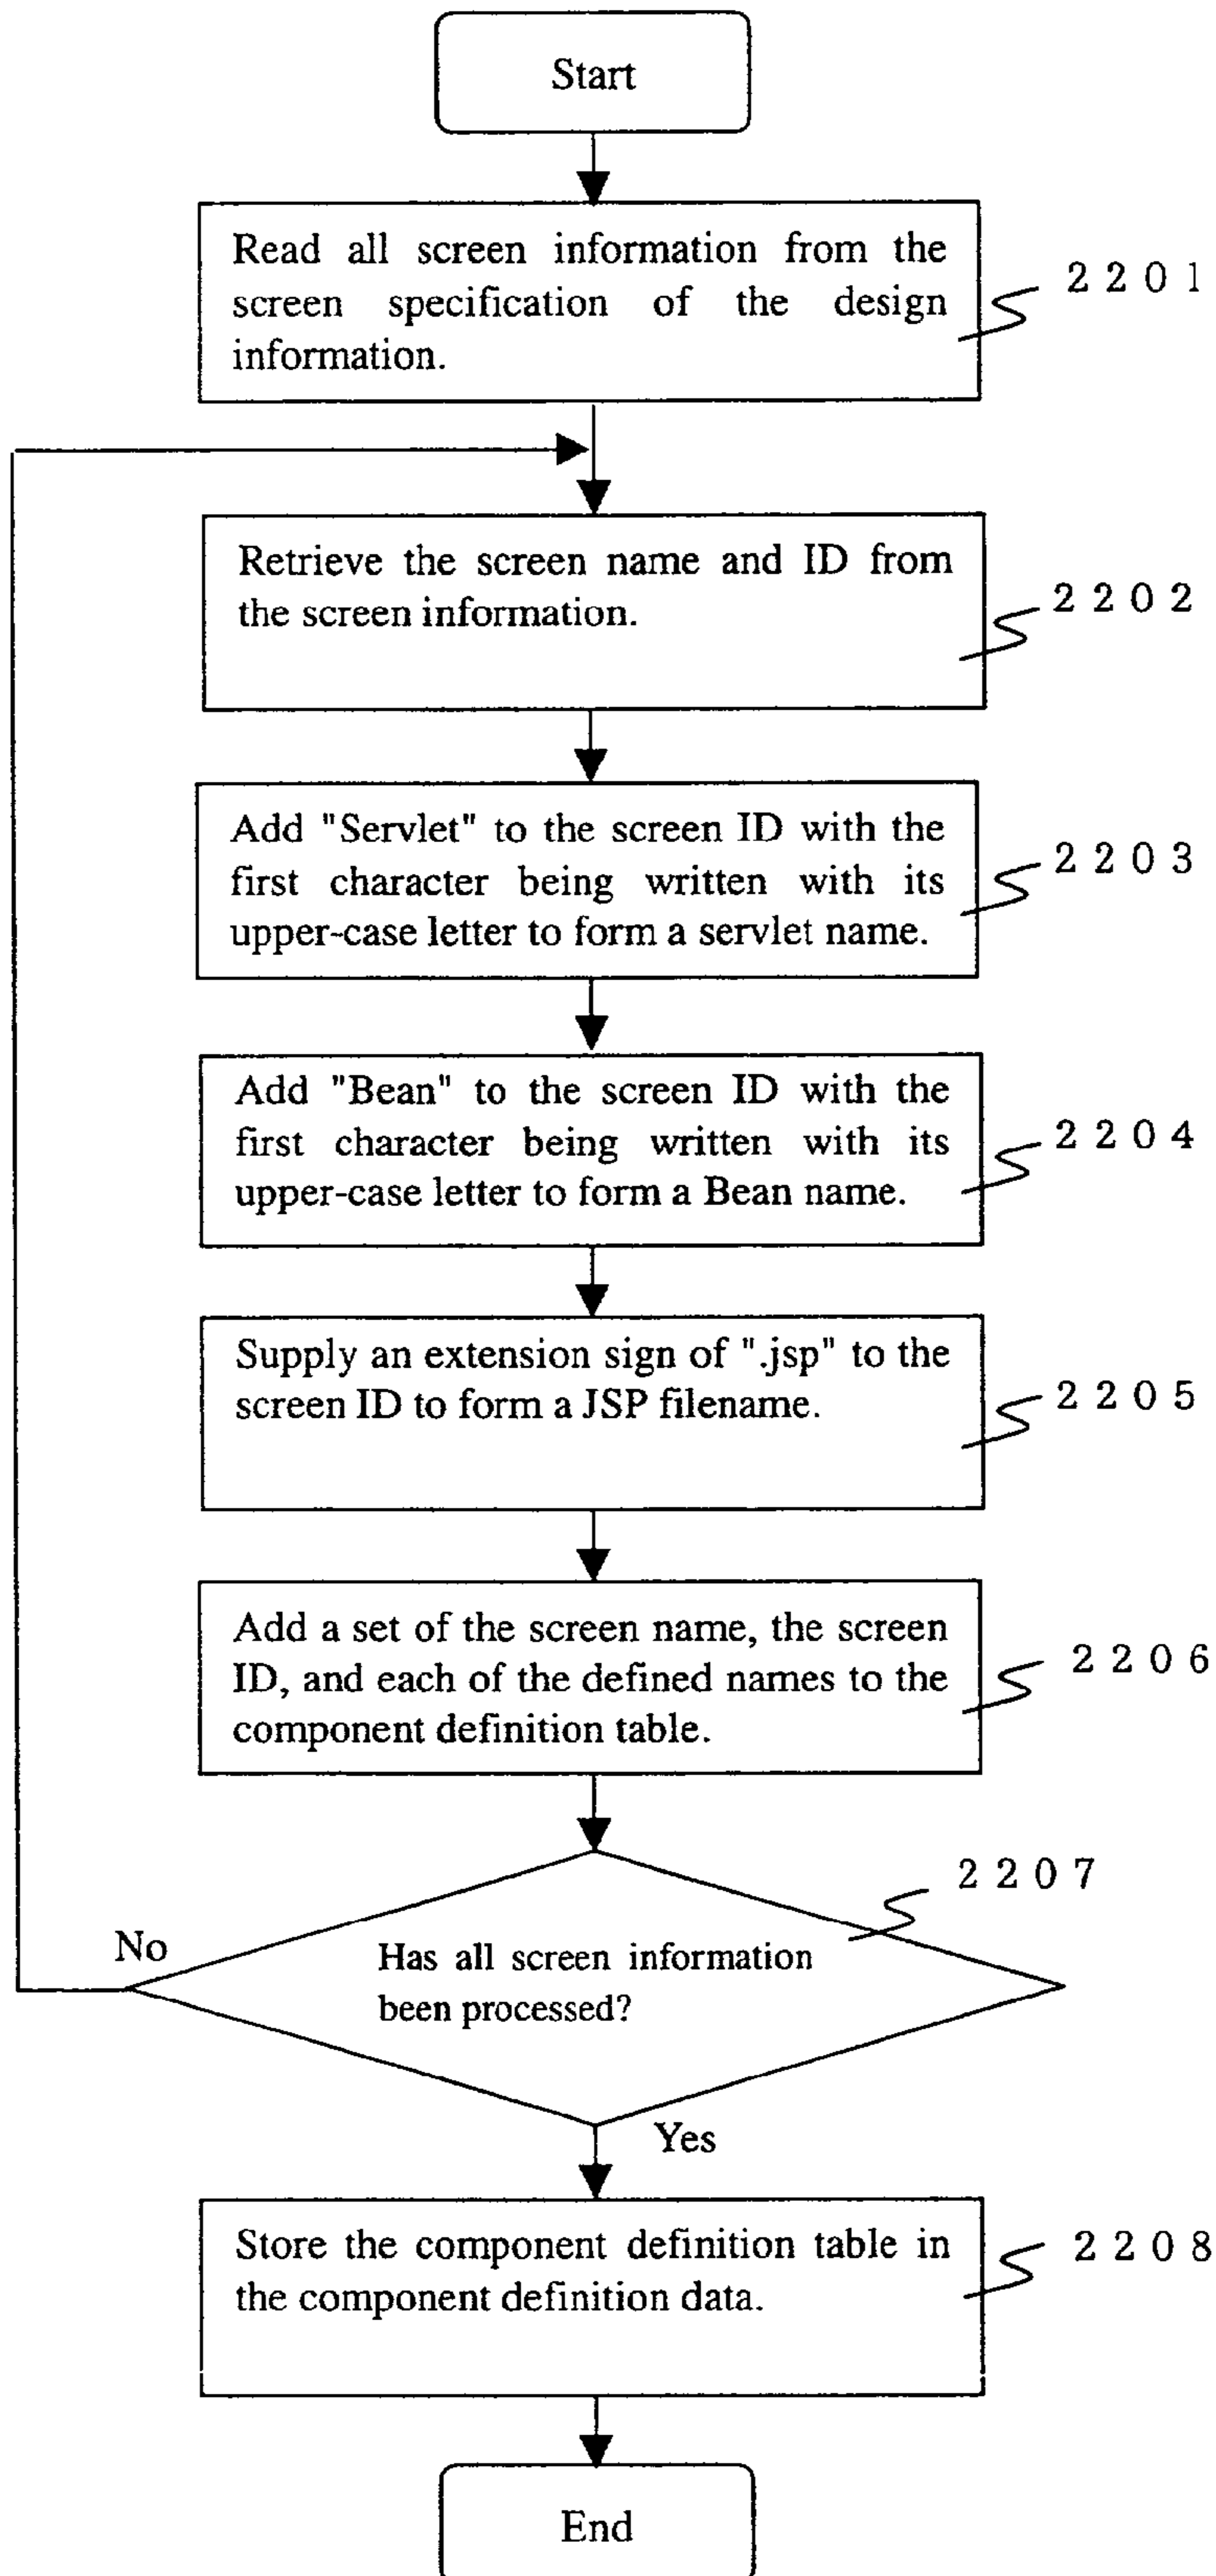 Start
Read all screen information from the
screen specification of the design
information.
2201
Retrieve the screen name and ID from
the screen information.
2202
Add "Servlet" to the screen ID with the
first character being written with its
upper-case letter to form a servlet name.
2203
Add "Bean" to the screen ID with the
first character being written with its
upper-case letter to form a Bean name.
2204
Supply an extension sign of ".jsp" to the
screen ID to form a JSP filename.
2205
Add a set of the screen name, the screen
ID, and each of the defined names to the
component definition table.
2206
2207
No
Has all screen information
been processed?
Yes
Store the component definition table in
the component definition data.
2208
End